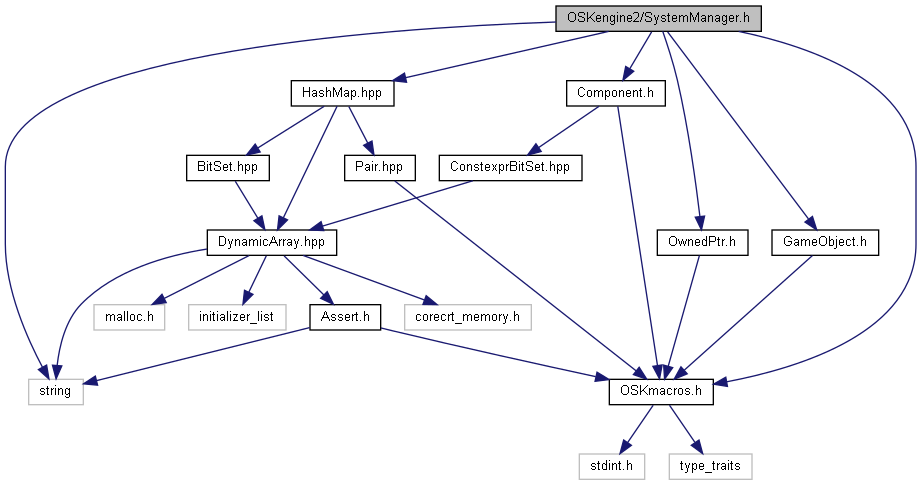 OSKengine2/SystemManager.h
HashMap.hpp
Component.h
BitSet.hpp
Pair.hpp
ConstexprBitSet.hpp
DynamicArray.hpp
OwnedPtr.h
GameObject.h
malloc.h
initializer_list
Assert.h
corecrt_memory.h
string
OSKmacros.h
stdint.h
type_traits